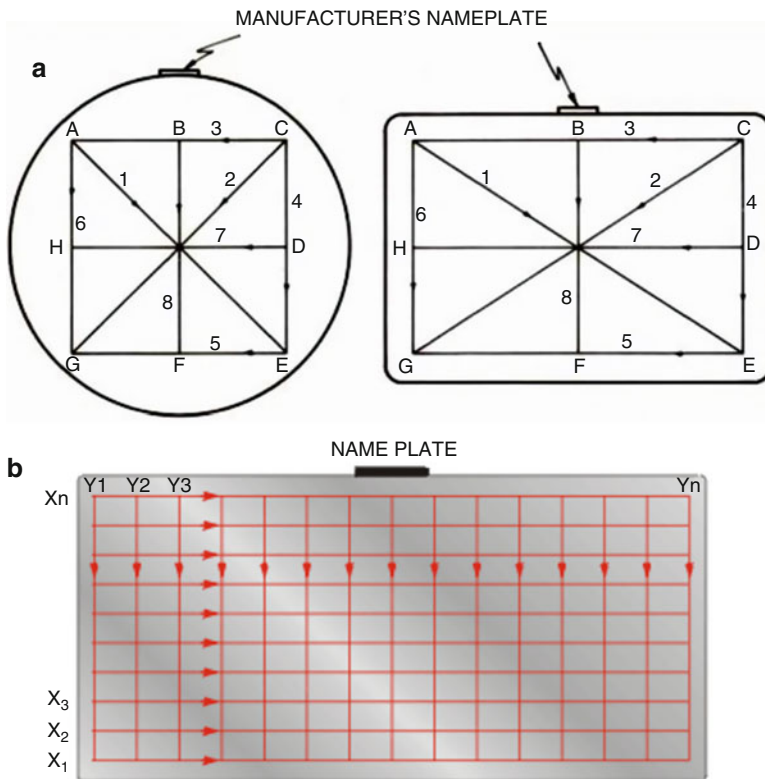 MANUFACTURER'S NAMEPLATE
a
A B 3 C
1 2
6 4
H 7 D
8
5
G F E
A B 3 C
1 2
6 4
H 7 D
8
5
G F E
b
NAME PLATE
Y1 Y2 Y3 Yn
Xn
X3
X2
X1